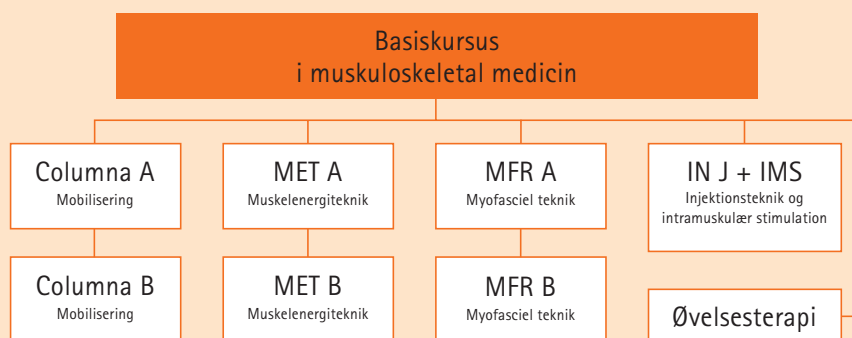 Basiskursus
i muskuloskeletal medicin
Columna A
Mobilisering
MET A
Muskelenergiteknik
MFR A
Myofasciel teknik
IN J + IMS
Injektionsteknik og
intramuskulær stimulation
Columna B
Mobilisering
MET B
Muskelenergiteknik
MFR B
Myofasciel teknik
Øvelsesterapi